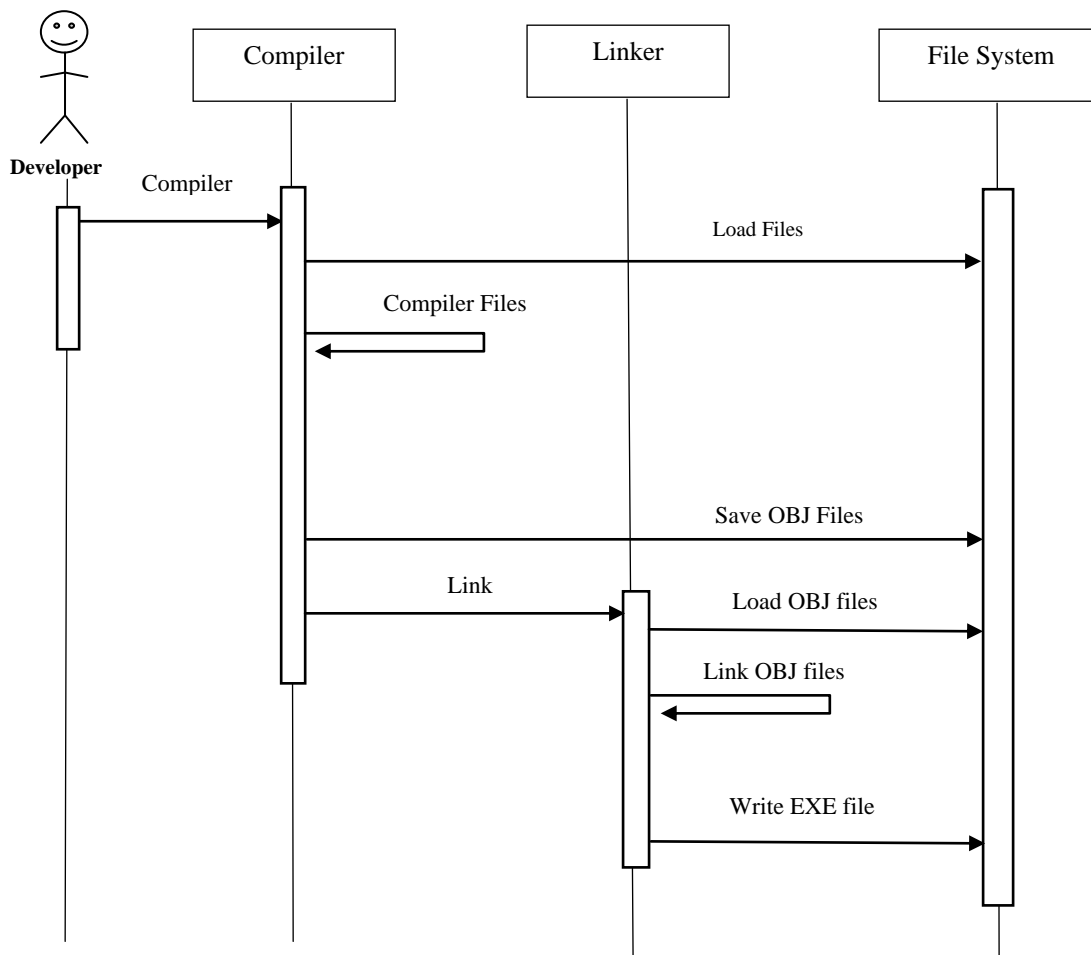 Compiler
Linker
File System
Developer
Compiler
Load Files
Compiler Files
Save OBJ Files
Link
Load OBJ files
Link OBJ files
Write EXE file